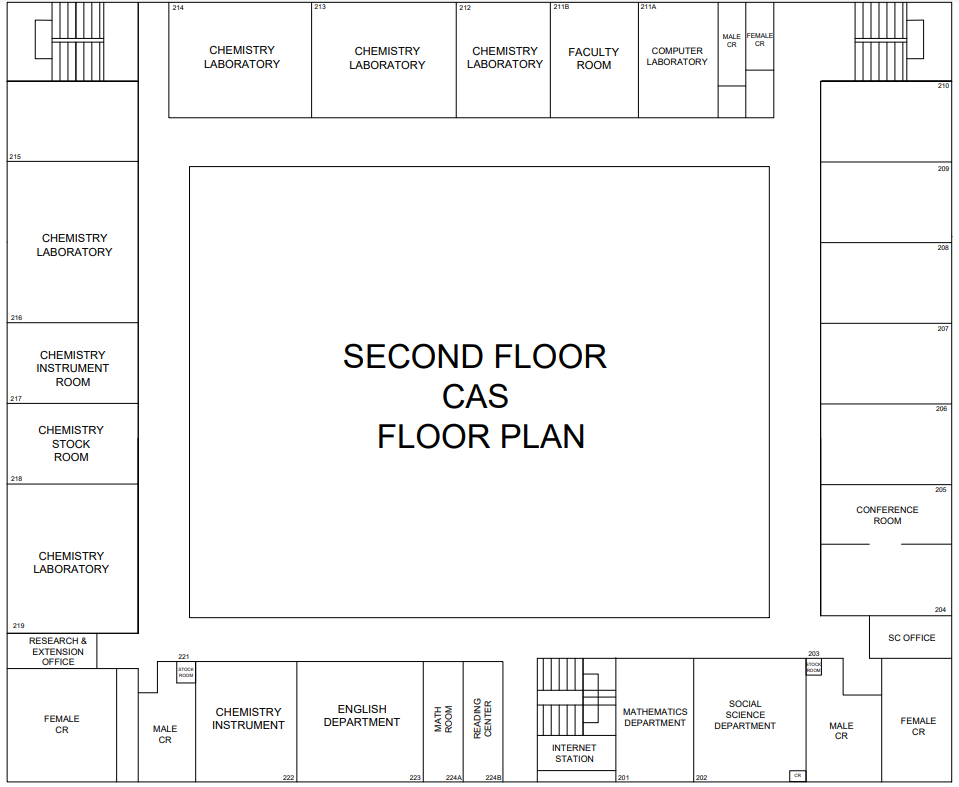 214
213
212
211B
211A
CHEMISTRY
LABORATORY
CHEMISTRY
LABORATORY
CHEMISTRY
LABORATORY
FACULTY
ROOM
COMPUTER
LABORATORY
MALE
CR
FEMALE
CR
210
215
209
CHEMISTRY
LABORATORY
208
216
207
CHEMISTRY
INSTRUMENT
ROOM
SECOND FLOOR
CAS
FLOOR PLAN
217
206
CHEMISTRY
STOCK
ROOM
218
205
CONFERENCE
ROOM
CHEMISTRY
LABORATORY
204
219
RESEARCH &
EXTENSION
OFFICE
SC OFFICE
221
STOCK
ROOM
203
STOCK
ROOM
FEMALE
CR
MALE
CR
CHEMISTRY
INSTRUMENT
222
ENGLISH
DEPARTMENT
223
MATH
ROOM
224A
READING
CENTER
224B
INTERNET
STATION
MATHEMATICS
DEPARTMENT
201
SOCIAL
SCIENCE
DEPARTMENT
202
CR
MALE
CR
FEMALE
CR